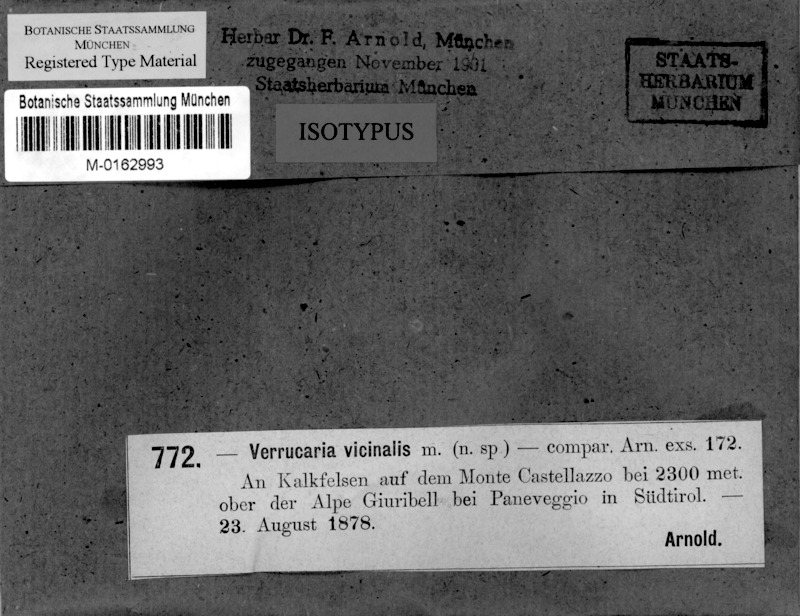 BOTANISCHE STAATSSAMMLUNG
MÜNCHEN
Registered Type Material
Botanische Staatssammlung München
M-0162993
Herbar Dr. F. Arnold, München
zugegangen November 1901
Staatsherbarium München
ISOTYPUS
STAATS-
HERBARIUM
MÜNCHEN
772. — Verrucaria vicinalis m. (n. sp) — compar. Arn. exs. 172.
An Kalkfelsen auf dem Monte Castellazzo bei 2300 met.
ober der Alpe Giuribell bei Paneveggio in Südtirol. —
23. August 1878.
Arnold.